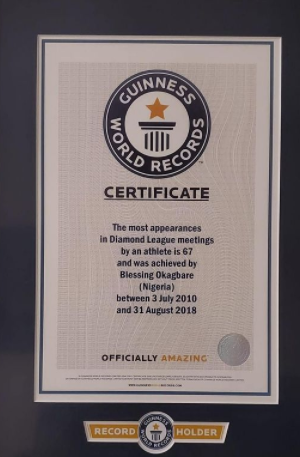 GUINNESS
WORLD RECORDS
CERTIFICATE
The most appearances
in Diamond League meetings
by an athlete is 67
and was achieved by
Blessing Okagbare
(Nigeria)
between 3 July 2010
and 31 August 2018
OFFICIALLY AMAZING
RECORD
HOLDER